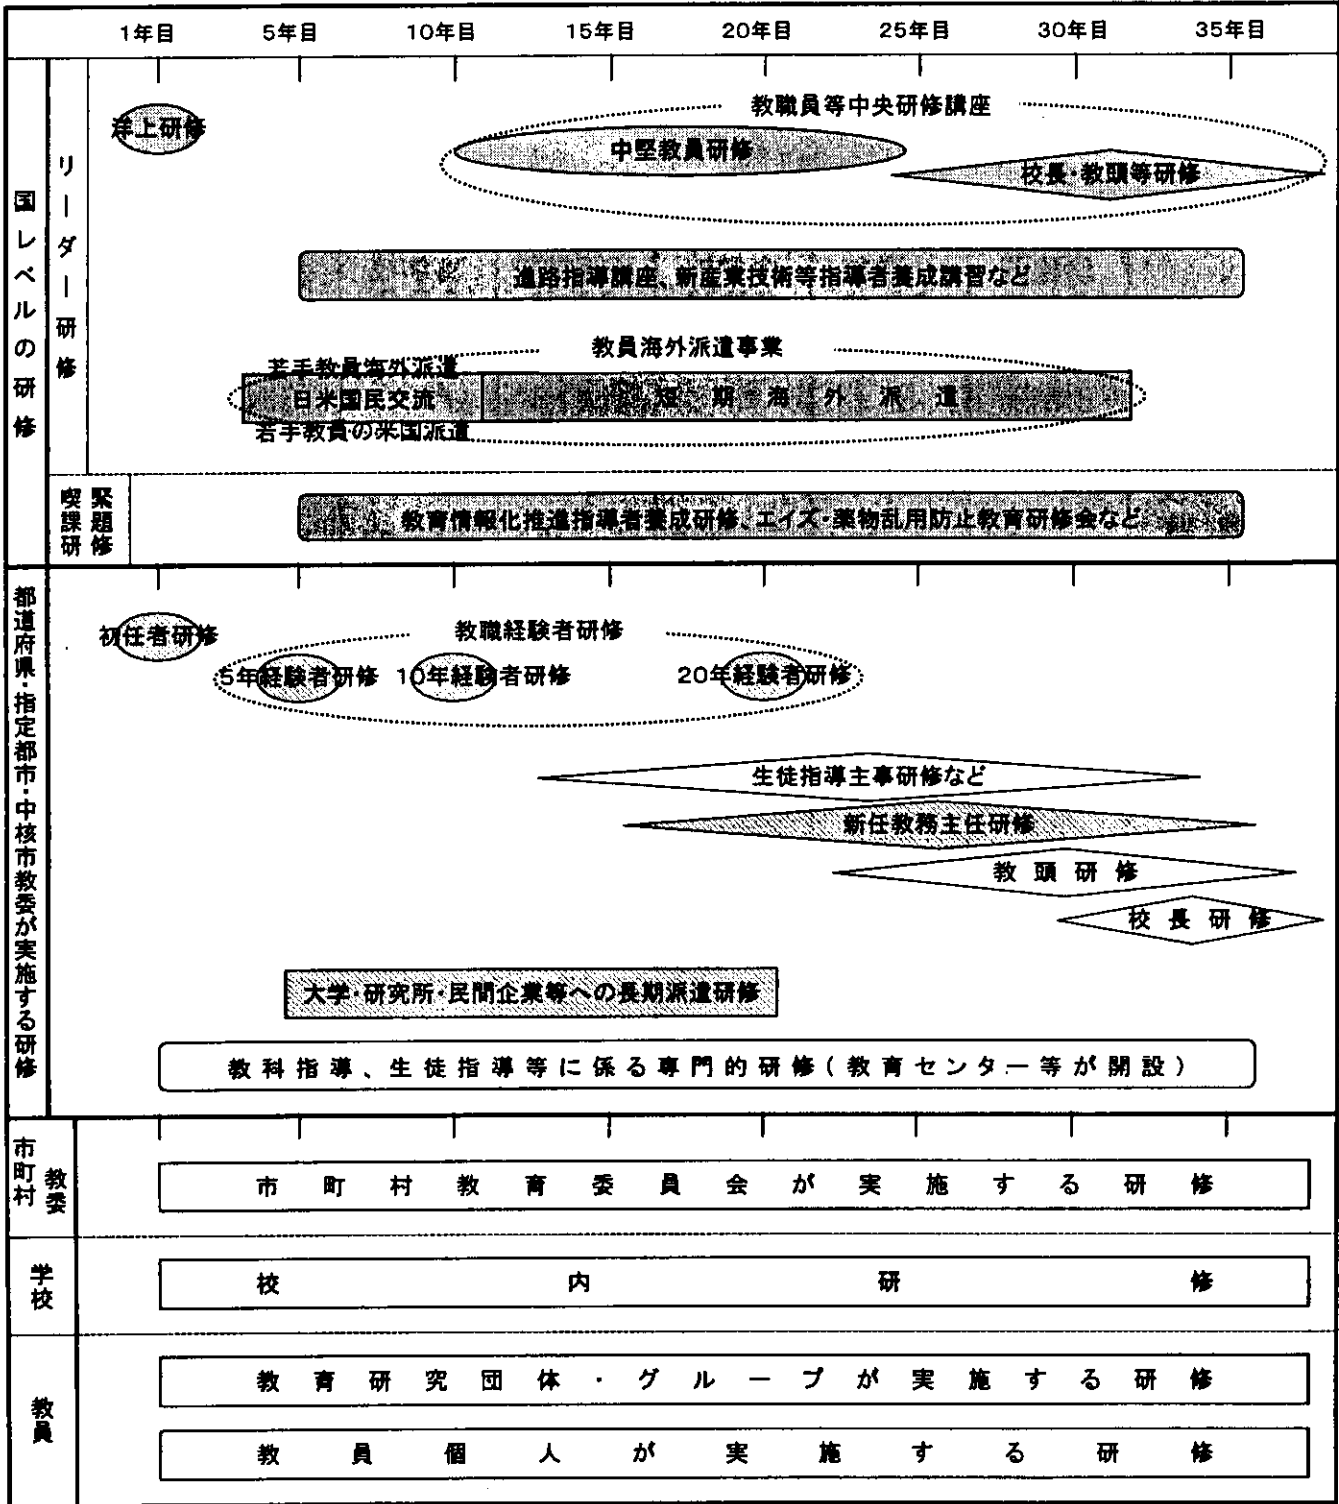 1年目 5年目 10年目 15年目 20年目 25年目 30年目 35年目
国レベルの研修
リーダー研修
洋上研修
教職員等中央研修講座
中堅教員研修
校長・教頭等研修
進路指導講座、新産業技術等指導者養成講習など
教員海外派遣事業
若手教員海外派遣
日米国民交流
短期海外派遣
若手教員の米国派遣
喫緊課題研修
教育情報化推進指導者養成研修、エイズ・薬物乱用防止教育研修会など
都道府県・指定都市・中核市教委が実施する研修
初任者研修
教職経験者研修
5年経験者研修 10年経験者研修 20年経験者研修
生徒指導主事研修など
新任教務主任研修
教頭研修
校長研修
大学・研究所・民間企業等への長期派遣研修
教科指導、生徒指導等に係る専門的研修(教育センター等が開設)
市町村教委
市町村教育委員会が実施する研修
学校
校内研修
教員
教育研究団体・グループが実施する研修
教員個人が実施する研修